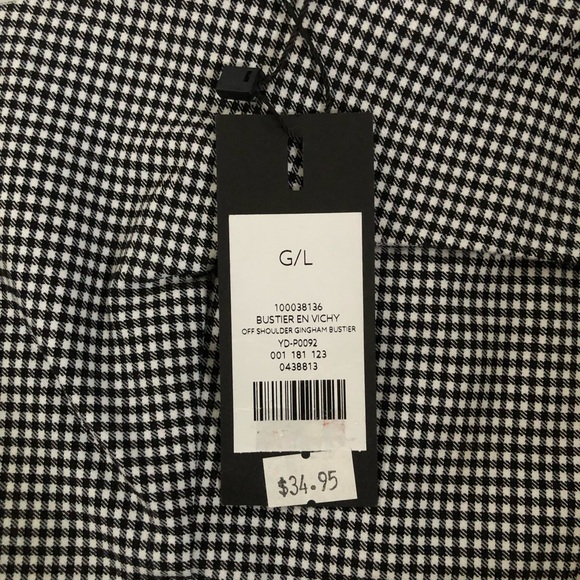 G/L
100038136
BUSTIER EN VICHY
OFF SHOULDER GINGHAM BUSTIER
YD-P0092
001 181 123
0438813
$34.95